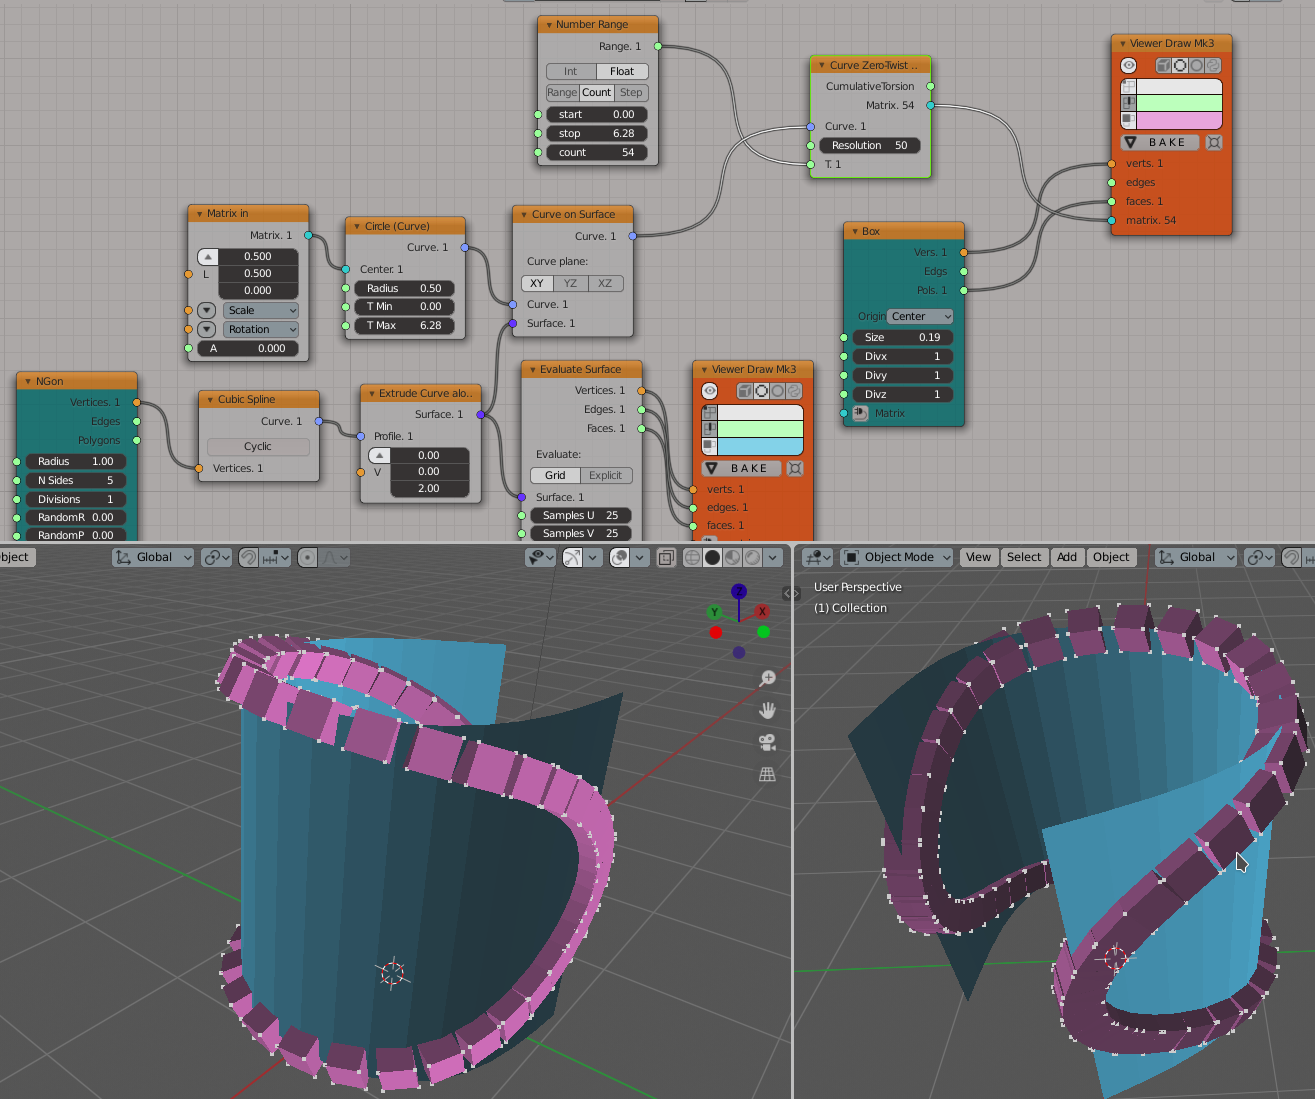 Number Range
Range. 1
Int Float
Range Count Step
start 0.00
stop 6.28
count 54
Curve Zero-Twist ..
CumulativeTorsion
Matrix. 54
Curve. 1
Resolution 50
T. 1
Viewer Draw Mk3
BAKE
verts. 1
edges
faces. 1
matrix. 54
Matrix in
Matrix. 1
0.500
L 0.500
0.000
Scale
Rotation
A 0.000
Circle (Curve)
Curve. 1
Center. 1
Radius 0.50
T Min 0.00
T Max 6.28
Curve on Surface
Curve. 1
Curve plane:
XY YZ XZ
Curve. 1
Surface. 1
Box
Vers. 1
Edgs
Pols. 1
Origin Center
Size 0.19
Divx 1
Divy 1
Divz 1
Matrix
NGon
Vertices. 1
Edges
Polygons
Radius 1.00
N Sides 5
Divisions 1
RandomR 0.00
RandomP 0.00
Cubic Spline
Curve. 1
Cyclic
Vertices. 1
Extrude Curve alo..
Surface. 1
Profile. 1
0.00
V 0.00
2.00
Evaluate Surface
Vertices. 1
Edges. 1
Faces. 1
Evaluate:
Grid Explicit
Surface. 1
Samples U 25
Samples V 25
Viewer Draw Mk3
BAKE
verts. 1
edges. 1
faces. 1
bject
Global
Object Mode View Select Add Object Global
User Perspective
(1) Collection
Z
Y X